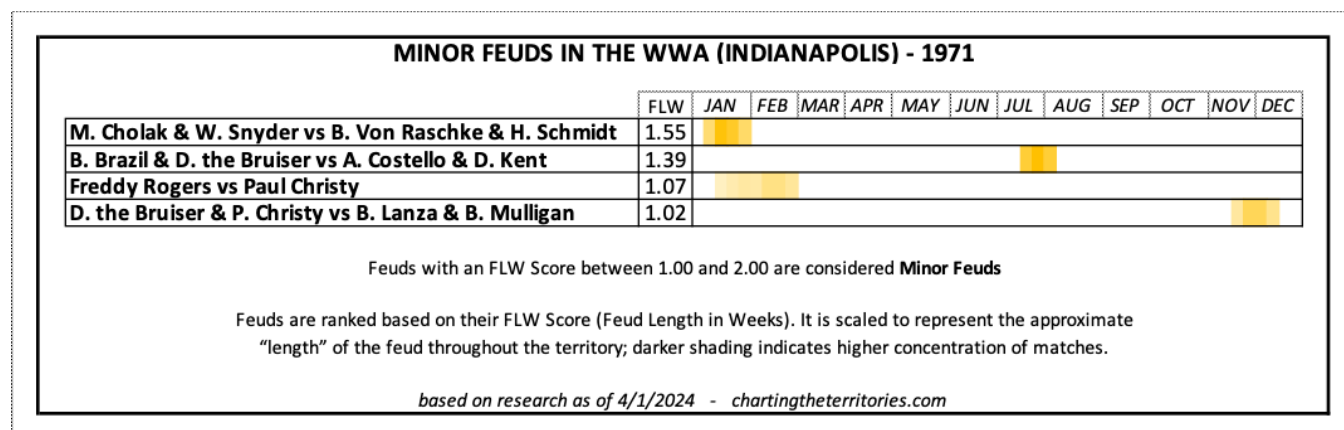 MINOR FEUDS IN THE WWA (INDIANAPOLIS) - 1971
FLW JAN FEB MAR APR MAY JUN JUL AUG SEP OCT NOV DEC
M. Cholak & W. Snyder vs B. Von Raschke & H. Schmidt 1.55
B. Brazil & D. the Bruiser vs A. Costello & D. Kent 1.39
Freddy Rogers vs Paul Christy 1.07
D. the Bruiser & P. Christy vs B. Lanza & B. Mulligan 1.02
Feuds with an FLW Score between 1.00 and 2.00 are considered Minor Feuds
Feuds are ranked based on their FLW Score (Feud Length in Weeks). It is scaled to represent the approximate
“length” of the feud throughout the territory; darker shading indicates higher concentration of matches.
based on research as of 4/1/2024 - chartingtheterritories.com